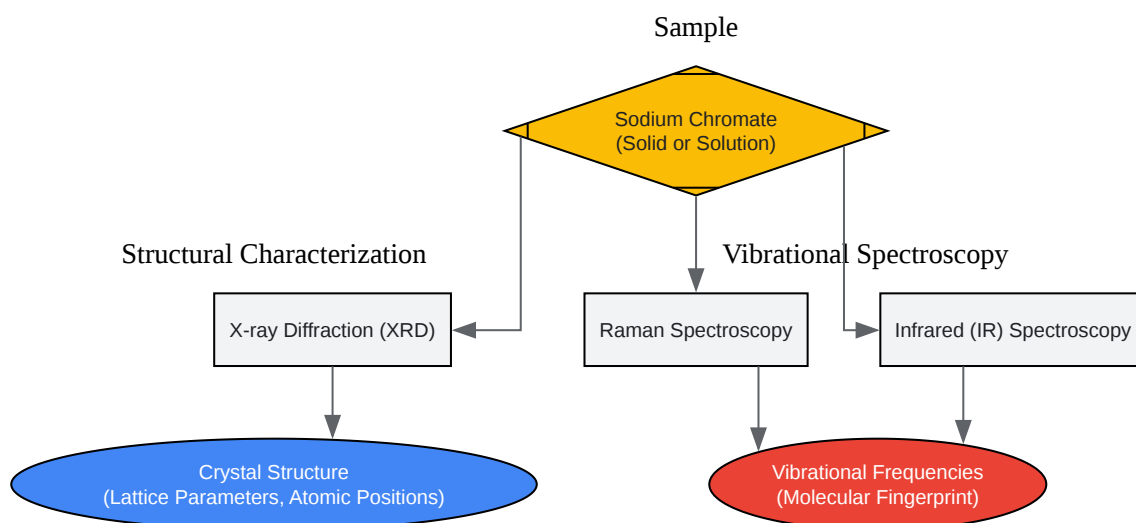 Sample
Sodium Chromate
(Solid or Solution)
Structural Characterization
Vibrational Spectroscopy
X-ray Diffraction (XRD)
Raman Spectroscopy
Infrared (IR) Spectroscopy
Crystal Structure
(Lattice Parameters, Atomic Positions)
Vibrational Frequencies
(Molecular Fingerprint)